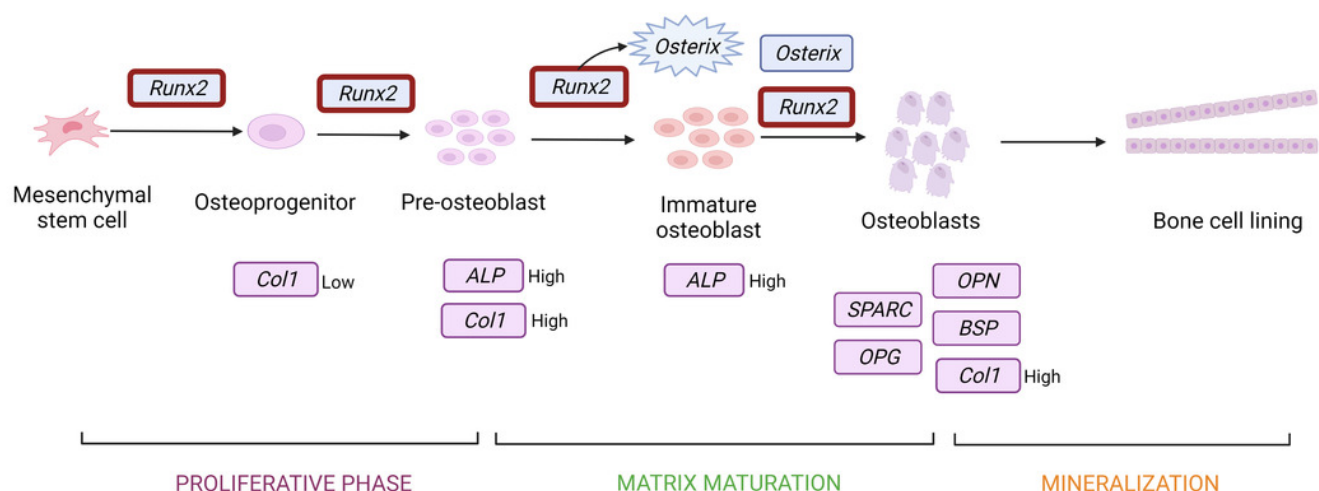 Osterix
Osterix
Runx2
Runx2
Runx2
Runx2
Mesenchymal
stem cell
Osteoprogenitor
Pre-osteoblast
Immature
osteoblast
Osteoblasts
Bone cell lining
Col1 Low
ALP High
Col1 High
ALP High
SPARC
OPG
OPN
BSP
Col1 High
PROLIFERATIVE PHASE
MATRIX MATURATION
MINERALIZATION